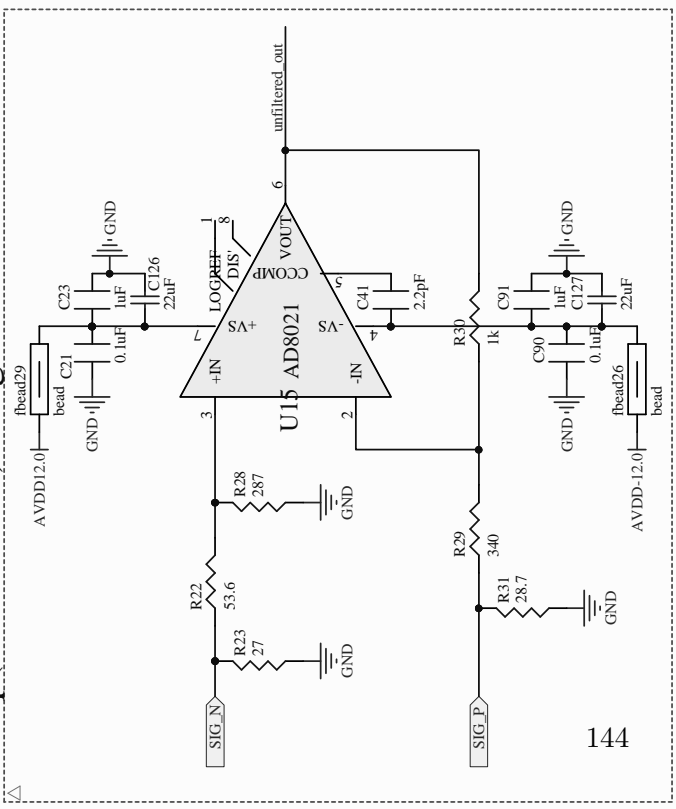 unfiltered_out
6
1
8
LOGREF
DIS'
VOUT
CCOMP
5
GND
C23
1uF
C126
22uF
C21
0.1uF
GND
fbead29
bead
AVDD12.0
7
+VS
-VS
4
C41
2.2pF
+IN
-IN
U15 AD8021
3
2
R30
1k
GND
C91
1uF
C127
22uF
C90
0.1uF
GND
fbead26
bead
AVDD-12.0
R28
287
GND
R22
53.6
R23
27
GND
SIG_N
R29
340
R31
28.7
GND
SIG_P
144